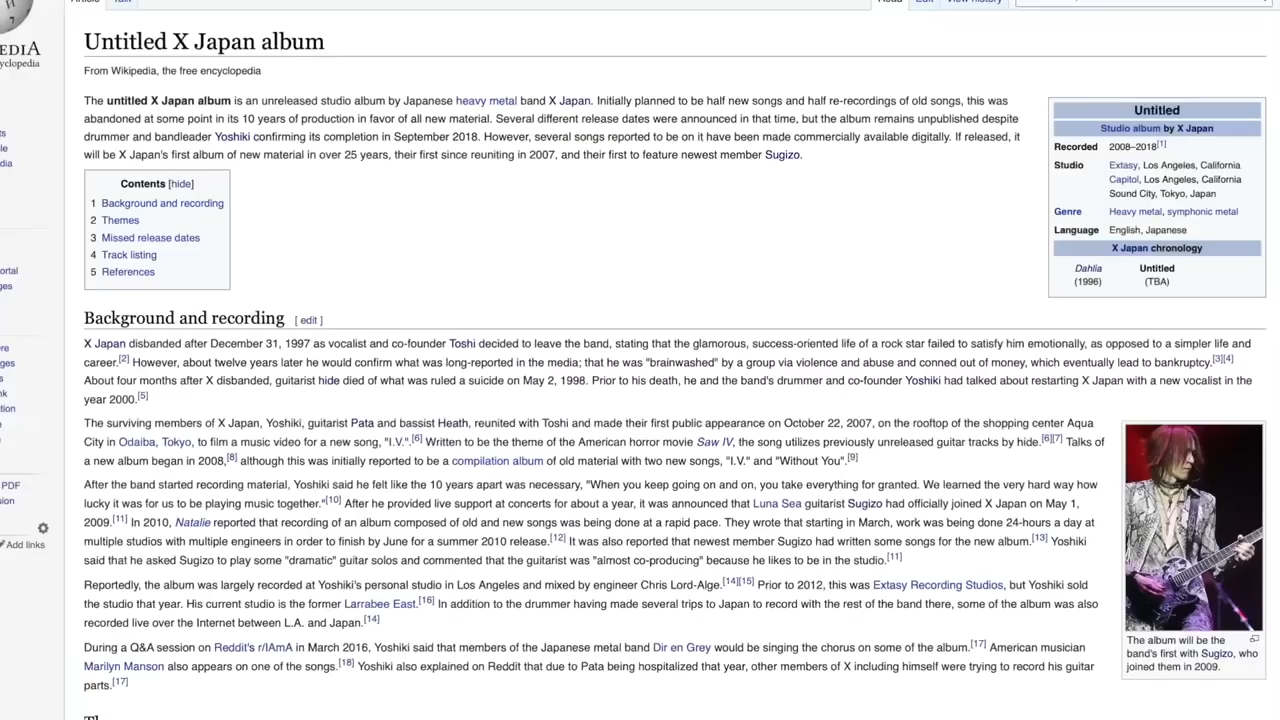 Article Talk
Read Edit View history
EDIA
cyclopedia
Untitled X Japan album
From Wikipedia, the free encyclopedia
The untitled X Japan album is an unreleased studio album by Japanese heavy metal band X Japan. Initially planned to be half new songs and half re-recordings of old songs, this was
abandoned at some point in its 10 years of production in favor of all new material. Several different release dates were announced in that time, but the album remains unpublished despite
drummer and bandleader Yoshiki confirming its completion in September 2018. However, several songs reported to be on it have been made commercially available digitally. If released, it
will be X Japan's first album of new material in over 25 years, their first since reuniting in 2007, and their first to feature newest member Sugizo.
Contents [hide]
1 Background and recording
2 Themes
3 Missed release dates
4 Track listing
5 References
Untitled
Studio album by X Japan
Recorded 2008–2018[1]
Studio Extasy, Los Angeles, California
Capitol, Los Angeles, California
Sound City, Tokyo, Japan
Genre Heavy metal, symphonic metal
Language English, Japanese
X Japan chronology
Dahlia Untitled
(1996) (TBA)
Background and recording [ edit ]
X Japan disbanded after December 31, 1997 as vocalist and co-founder Toshi decided to leave the band, stating that the glamorous, success-oriented life of a rock star failed to satisfy him emotionally, as opposed to a simpler life and
career.[2] However, about twelve years later he would confirm what was long-reported in the media; that he was "brainwashed" by a group via violence and abuse and conned out of money, which eventually lead to bankruptcy.[3][4]
About four months after X disbanded, guitarist hide died of what was ruled a suicide on May 2, 1998. Prior to his death, he and the band's drummer and co-founder Yoshiki had talked about restarting X Japan with a new vocalist in the
year 2000.[5]
The surviving members of X Japan, Yoshiki, guitarist Pata and bassist Heath, reunited with Toshi and made their first public appearance on October 22, 2007, on the rooftop of the shopping center Aqua
City in Odaiba, Tokyo, to film a music video for a new song, "I.V.".[6] Written to be the theme of the American horror movie Saw IV, the song utilizes previously unreleased guitar tracks by hide.[6][7] Talks of
a new album began in 2008,[8] although this was initially reported to be a compilation album of old material with two new songs, "I.V." and "Without You".[9]
After the band started recording material, Yoshiki said he felt like the 10 years apart was necessary, "When you keep going on and on, you take everything for granted. We learned the very hard way how
lucky it was for us to be playing music together."[10] After he provided live support at concerts for about a year, it was announced that Luna Sea guitarist Sugizo had officially joined X Japan on May 1,
2009.[11] In 2010, Natalie reported that recording of an album composed of old and new songs was being done at a rapid pace. They wrote that starting in March, work was being done 24-hours a day at
multiple studios with multiple engineers in order to finish by June for a summer 2010 release.[12] It was also reported that newest member Sugizo had written some songs for the new album.[13] Yoshiki
said that he asked Sugizo to play some "dramatic" guitar solos and commented that the guitarist was "almost co-producing" because he likes to be in the studio.[11]
Reportedly, the album was largely recorded at Yoshiki's personal studio in Los Angeles and mixed by engineer Chris Lord-Alge.[14][15] Prior to 2012, this was Extasy Recording Studios, but Yoshiki sold
the studio that year. His current studio is the former Larrabee East.[16] In addition to the drummer having made several trips to Japan to record with the rest of the band there, some of the album was also
recorded live over the Internet between L.A. and Japan.[14]
During a Q&A session on Reddit's r/IAmA in March 2016, Yoshiki said that members of the Japanese metal band Dir en Grey would be singing the chorus on some of the album.[17] American musician
Marilyn Manson also appears on one of the songs.[18] Yoshiki also explained on Reddit that due to Pata being hospitalized that year, other members of X including himself were trying to record his guitar
parts.[17]
The album will be the
band's first with Sugizo, who
joined them in 2009.
PDF
Add links